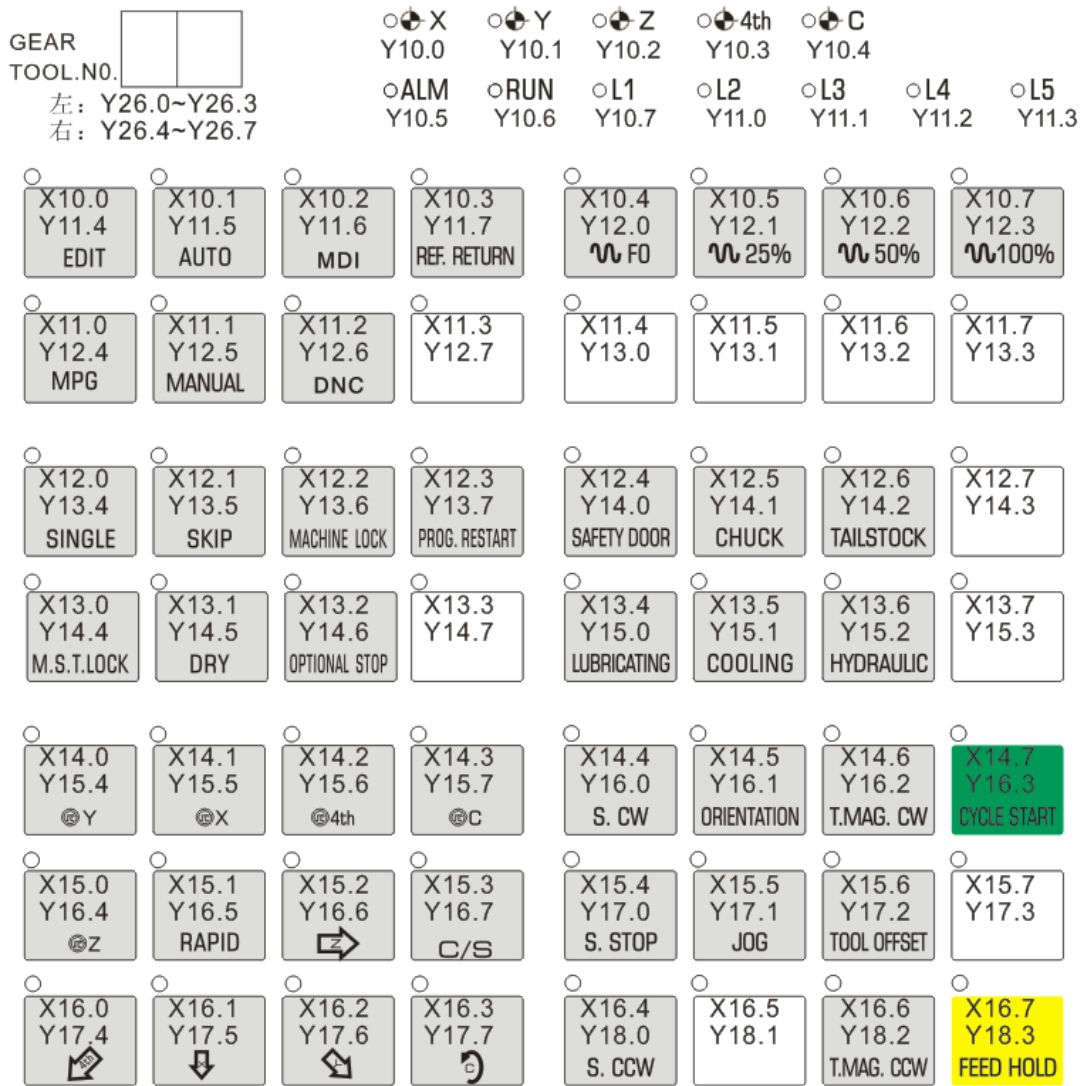 GEAR
TOOL.N0.
左：Y26.0~Y26.3
右：Y26.4~Y26.7
X Y Z 4th C
Y10.0 Y10.1 Y10.2 Y10.3 Y10.4
ALM RUN L1 L2 L3 L4 L5
Y10.5 Y10.6 Y10.7 Y11.0 Y11.1 Y11.2 Y11.3
X10.0 X10.1 X10.2 X10.3 X10.4 X10.5 X10.6 X10.7
Y11.4 Y11.5 Y11.6 Y11.7 Y12.0 Y12.1 Y12.2 Y12.3
EDIT AUTO MDI REF. RETURN F0 25% 50% 100%
X11.0 X11.1 X11.2 X11.3 X11.4 X11.5 X11.6 X11.7
Y12.4 Y12.5 Y12.6 Y12.7 Y13.0 Y13.1 Y13.2 Y13.3
MPG MANUAL DNC
X12.0 X12.1 X12.2 X12.3 X12.4 X12.5 X12.6 X12.7
Y13.4 Y13.5 Y13.6 Y13.7 Y14.0 Y14.1 Y14.2 Y14.3
SINGLE SKIP MACHINE LOCK PROG. RESTART SAFETY DOOR CHUCK TAILSTOCK
X13.0 X13.1 X13.2 X13.3 X13.4 X13.5 X13.6 X13.7
Y14.4 Y14.5 Y14.6 Y14.7 Y15.0 Y15.1 Y15.2 Y15.3
M.S.T.LOCK DRY OPTIONAL STOP LUBRICATING COOLING HYDRAULIC
X14.0 X14.1 X14.2 X14.3 X14.4 X14.5 X14.6 X14.7
Y15.4 Y15.5 Y15.6 Y15.7 Y16.0 Y16.1 Y16.2 Y16.3
Y X 4th C S. CW ORIENTATION T.MAG. CW CYCLE START
X15.0 X15.1 X15.2 X15.3 X15.4 X15.5 X15.6 X15.7
Y16.4 Y16.5 Y16.6 Y16.7 Y17.0 Y17.1 Y17.2 Y17.3
Z RAPID Z C/S S. STOP JOG TOOL OFFSET
X16.0 X16.1 X16.2 X16.3 X16.4 X16.5 X16.6 X16.7
Y17.4 Y17.5 Y17.6 Y17.7 Y18.0 Y18.1 Y18.2 Y18.3
4th X Y C S. CCW T.MAG. CCW FEED HOLD